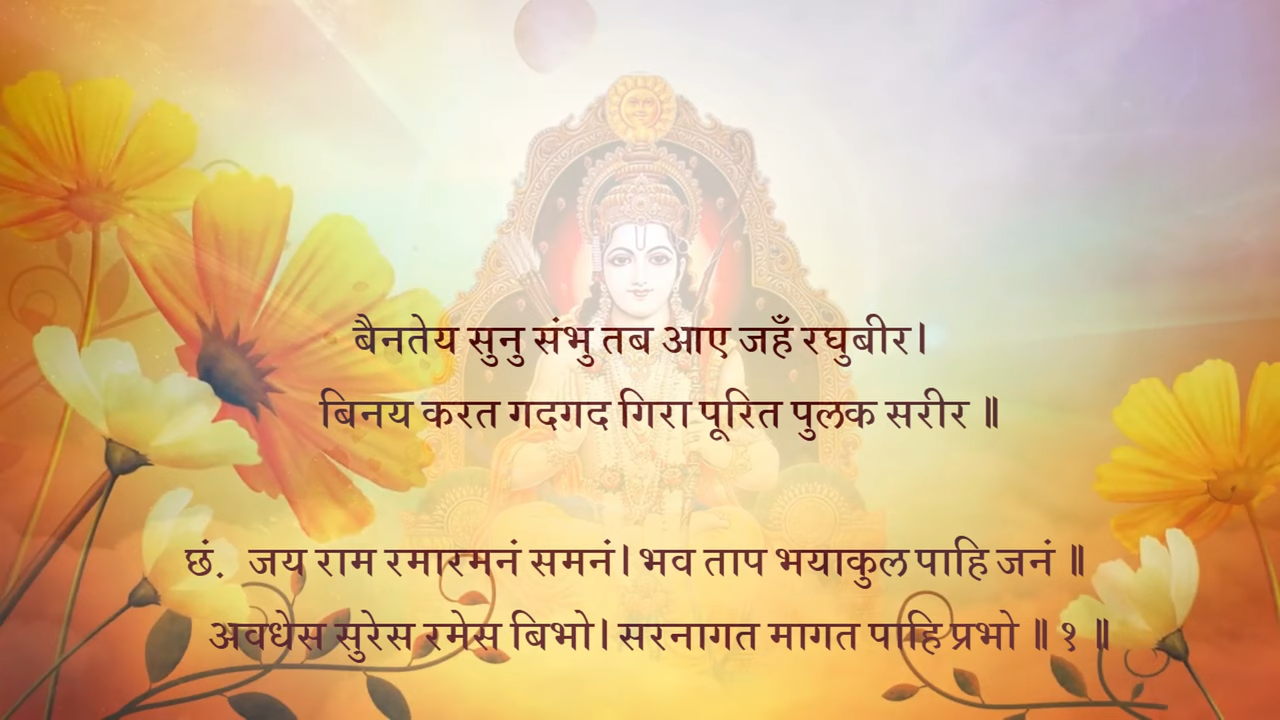 बैनतेय सुनु संभु तब आए जहँ रघुबीर।
बिनय करत गदगद गिरा पूरित पुलक सरीर ॥
छं. जय राम रमारमनं समनं। भव ताप भयाकुल पाहि जनं ॥
अवधेस सुरेस रमेस बिभो। सरनागत मागत पाहि प्रभो ॥ १ ॥